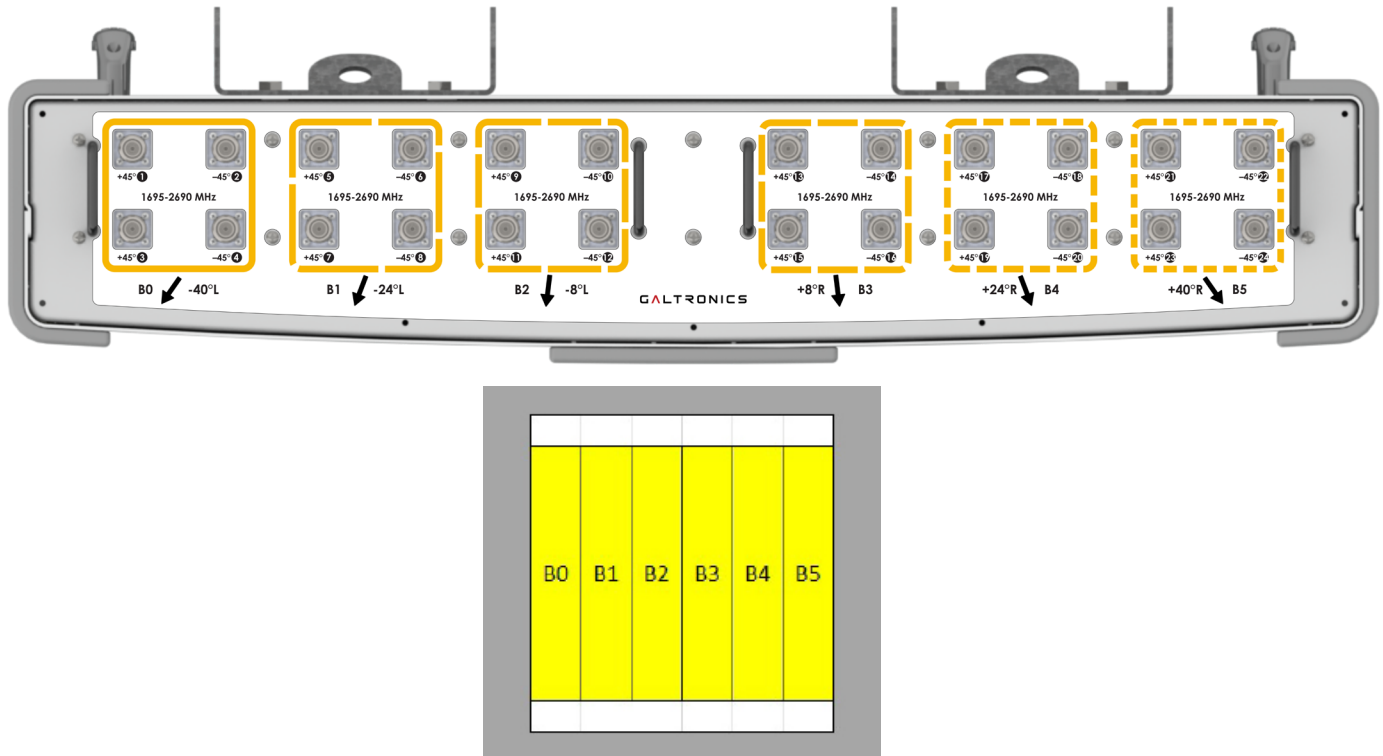 +45°1 –45°2 +45°5 –45°6 +45°9 –45°10 +45°13 –45°14 +45°17 –45°18 +45°21 –45°22
1695-2690 MHz 1695-2690 MHz 1695-2690 MHz 1695-2690 MHz 1695-2690 MHz 1695-2690 MHz
+45°3 –45°4 +45°7 –45°8 +45°11 –45°12 +45°15 –45°16 +45°19 –45°20 +45°23 –45°24
B0 -40°L B1 -24°L B2 -8°L +8°R B3 +24°R B4 +40°R B5
GALTRONICS
B0 B1 B2 B3 B4 B5